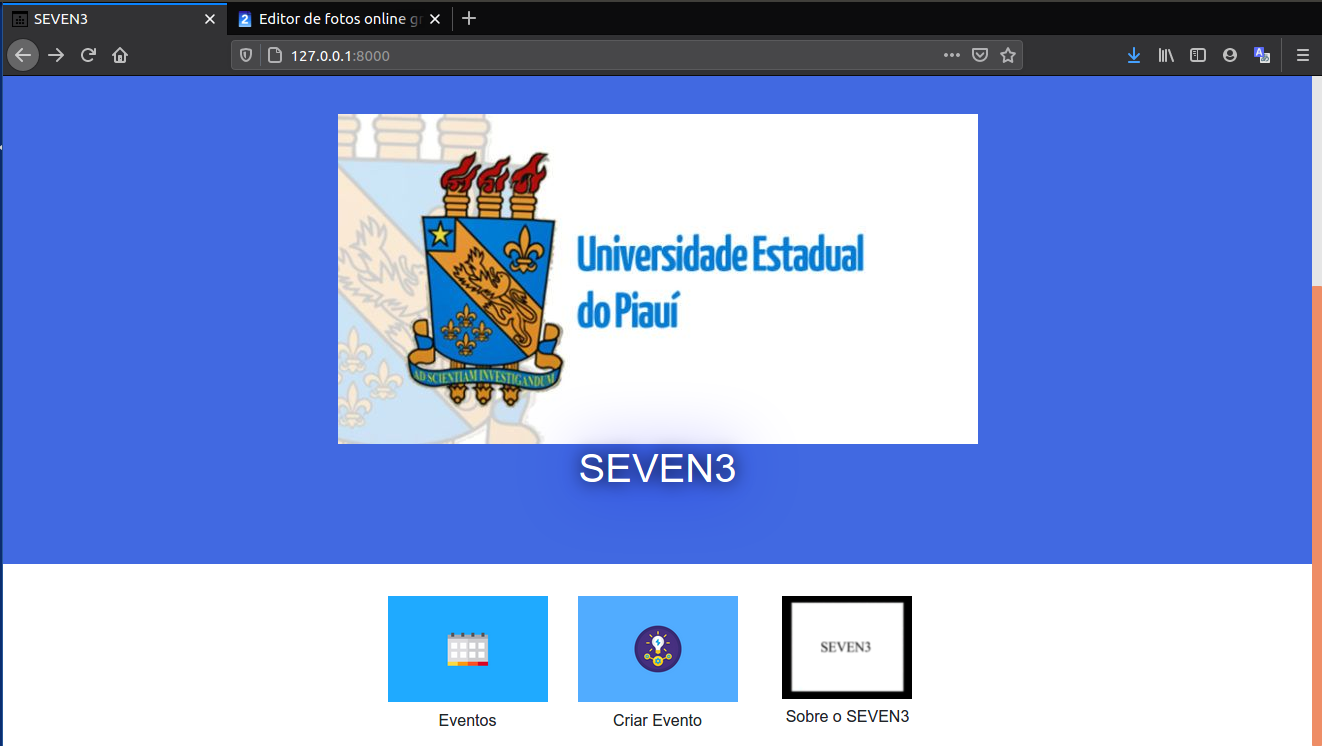 SEVEN3
Editor de fotos online gr
127.0.0.1:8000
Universidade Estadual
do Piauí
AD SCIENTIAM INVESTIGANDUM
SEVEN3
SEVEN3
Eventos
Criar Evento
Sobre o SEVEN3